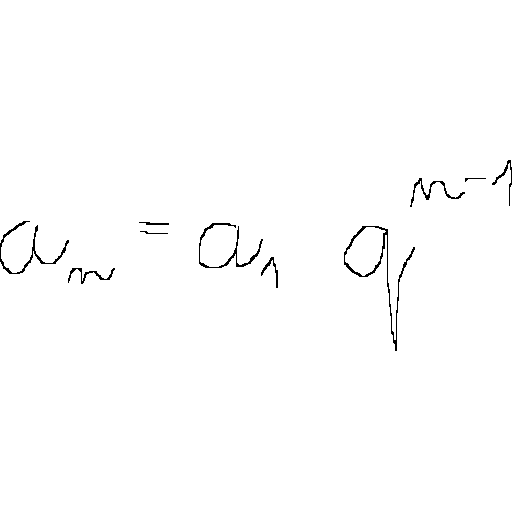 a_n = a_1 q^{n-1}